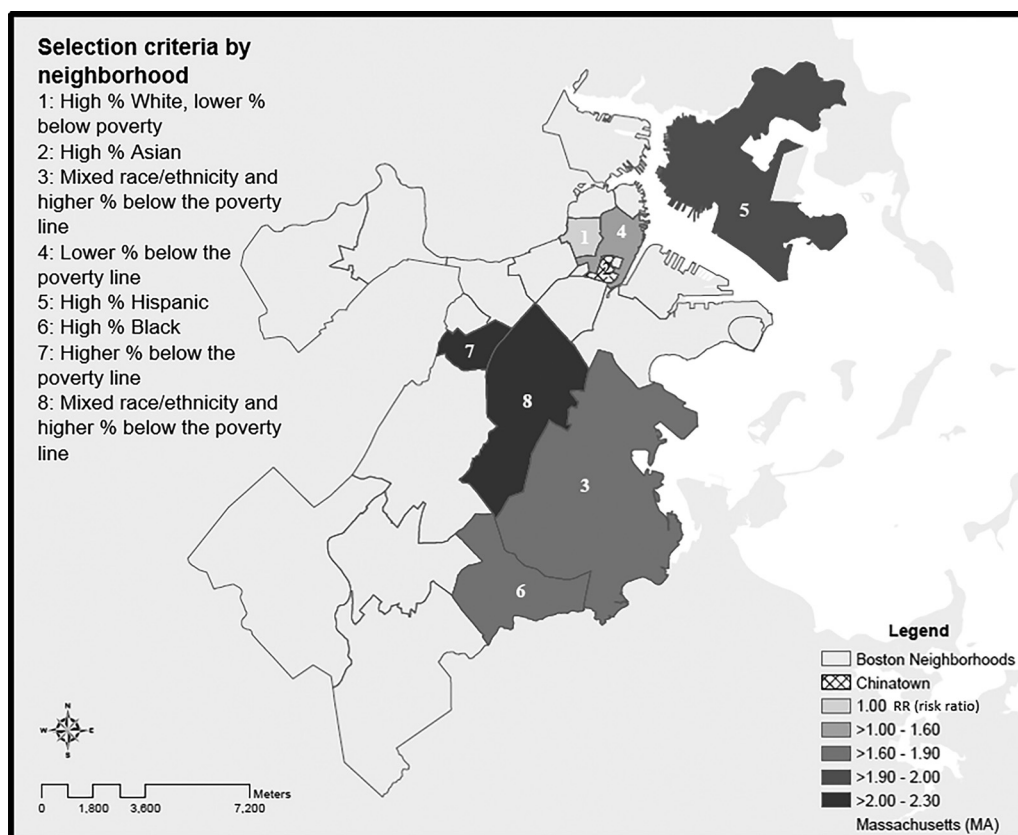 Selection criteria by
neighborhood
1: High % White, lower %
below poverty
2: High % Asian
3: Mixed race/ethnicity and
higher % below the poverty
line
4: Lower % below the
poverty line
5: High % Hispanic
6: High % Black
7: Higher % below the
poverty line
8: Mixed race/ethnicity and
higher % below the poverty
line
1
4
2
5
7
8
3
6
Legend
Boston Neighborhoods
Chinatown
1.00 RR (risk ratio)
>1.00 - 1.60
>1.60 - 1.90
>1.90 - 2.00
>2.00 - 2.30
Massachusetts (MA)
N
W E
S
Meters
0 1,800 3,600 7,200